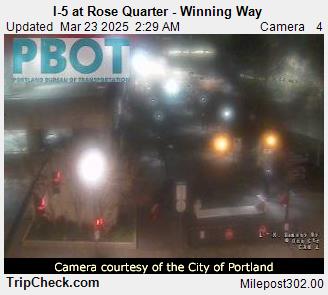 I-5 at Rose Quarter - Winning Way
Updated Mar 23 2025 2:29 AM Camera 4
PBOT
PORTLAND BUREAU OF TRANSPORTATION
Camera courtesy of the City of Portland
TripCheck.com Milepost302.00